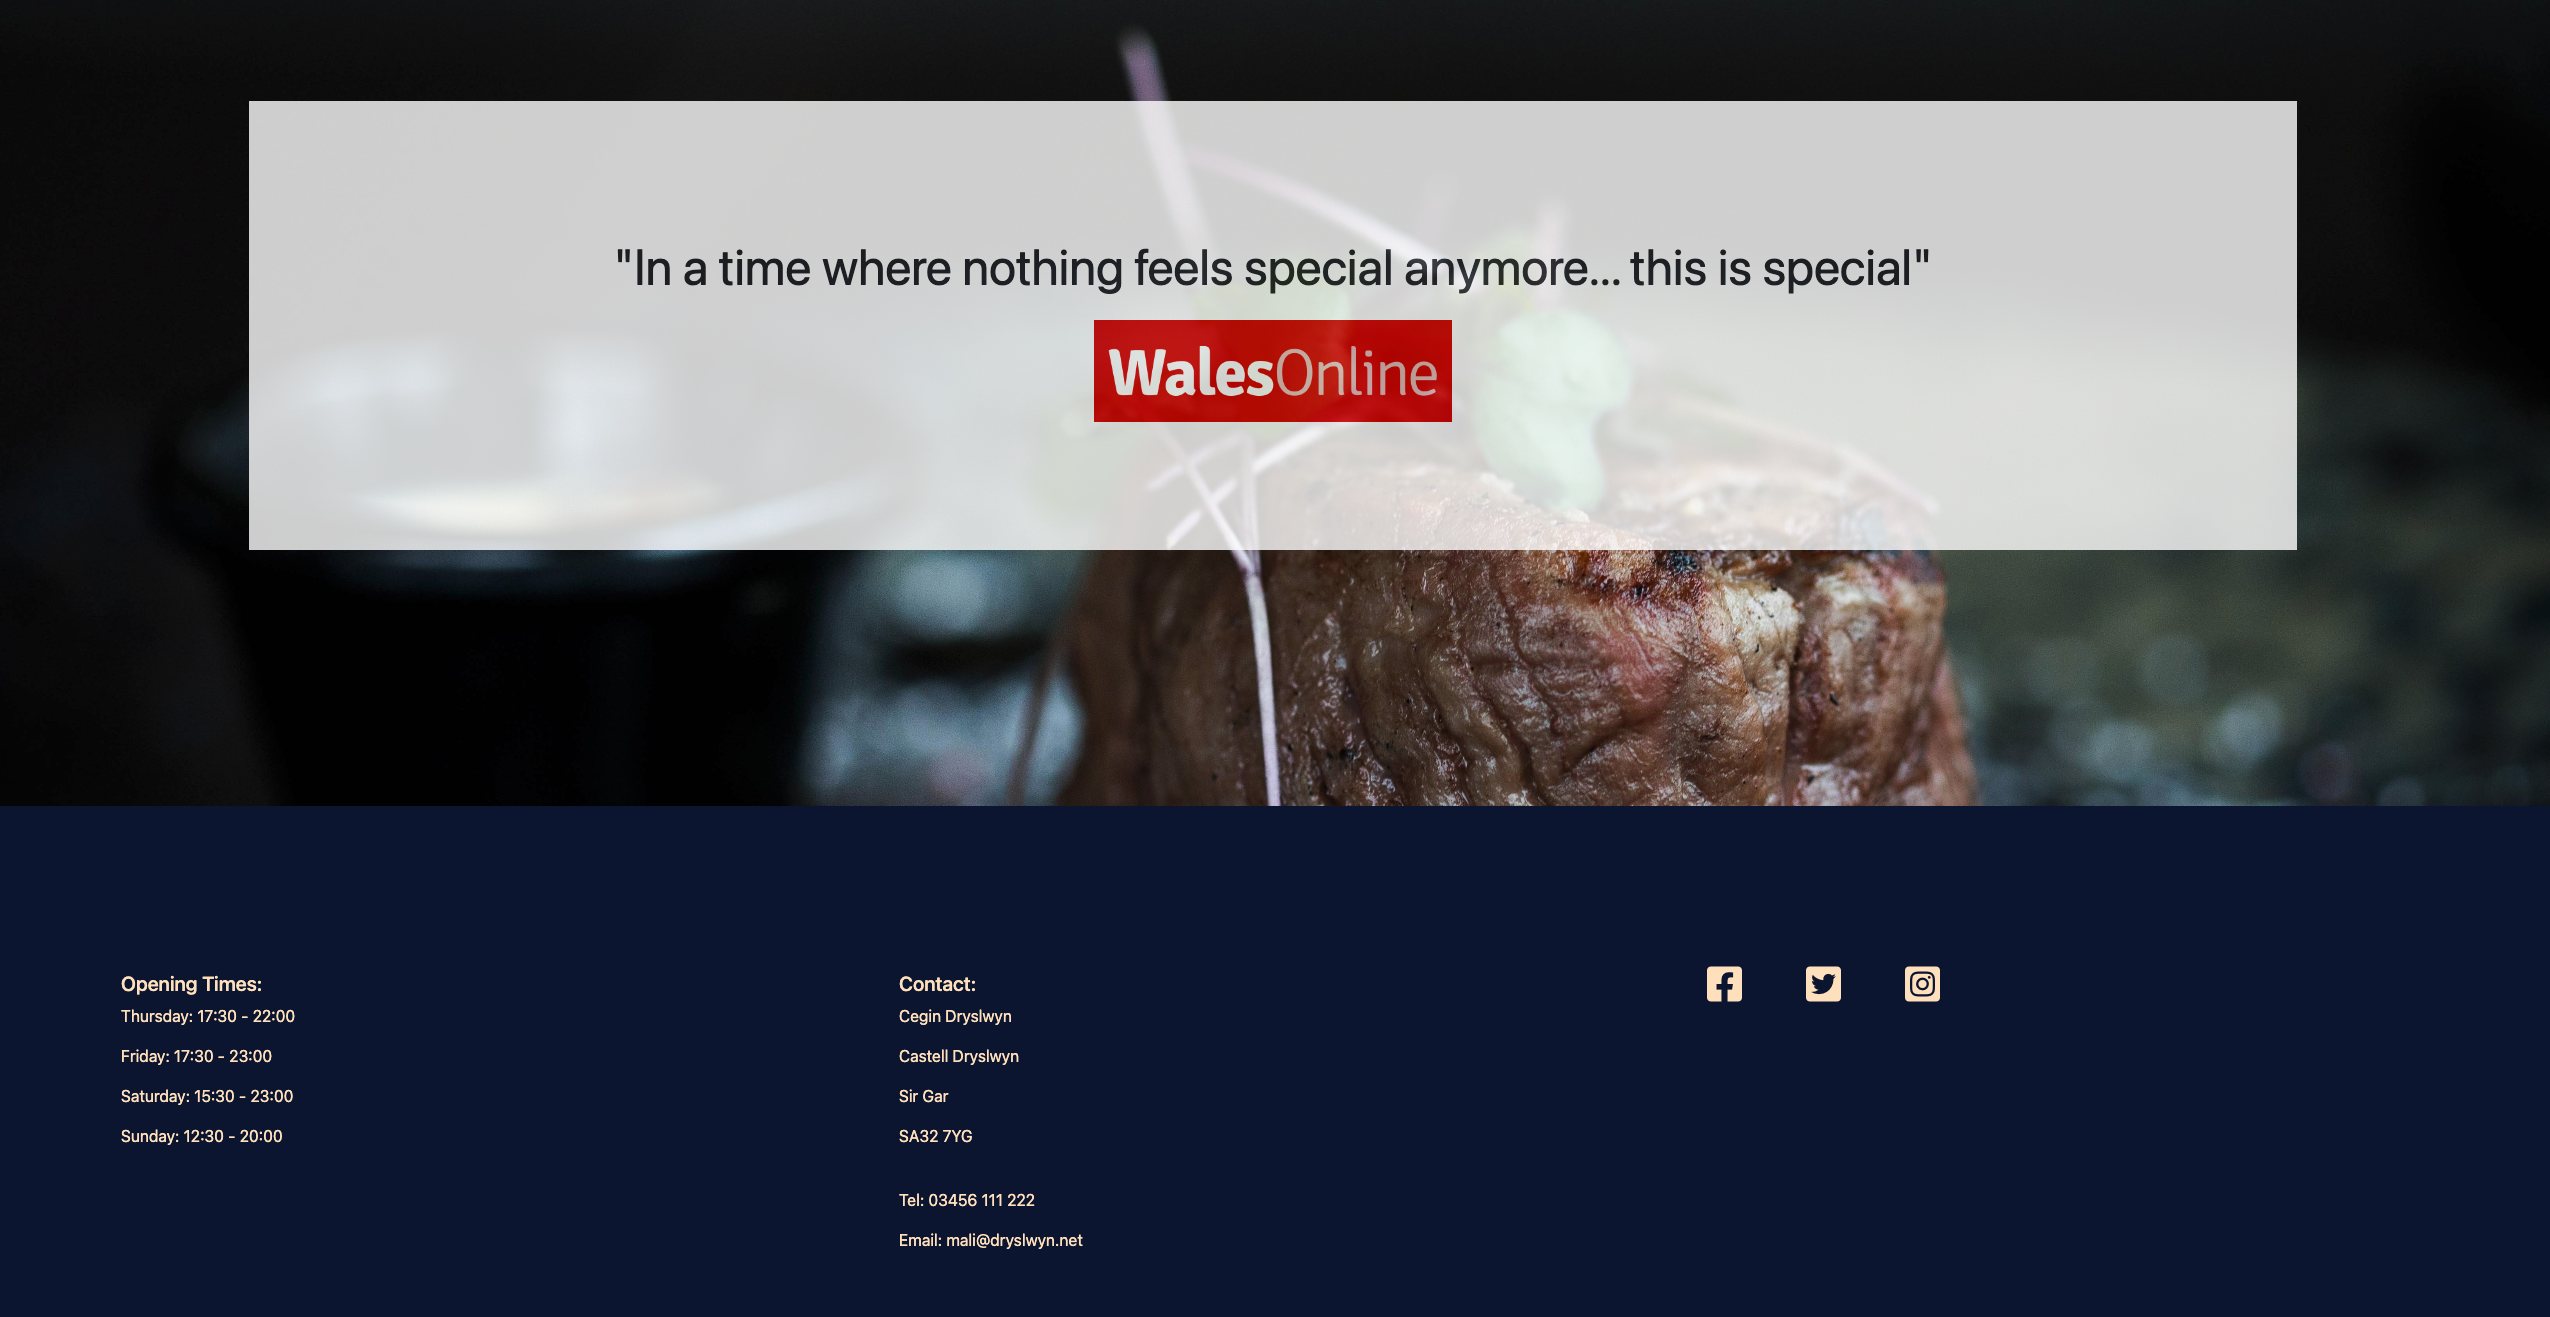 "In a time where nothing feels special anymore... this is special"
WalesOnline
Opening Times:
Thursday: 17:30 - 22:00
Friday: 17:30 - 23:00
Saturday: 15:30 - 23:00
Sunday: 12:30 - 20:00
Contact:
Cegin Dryslwyn
Castell Dryslwyn
Sir Gar
SA32 7YG
Tel: 03456 111 222
Email: mali@dryslwyn.net